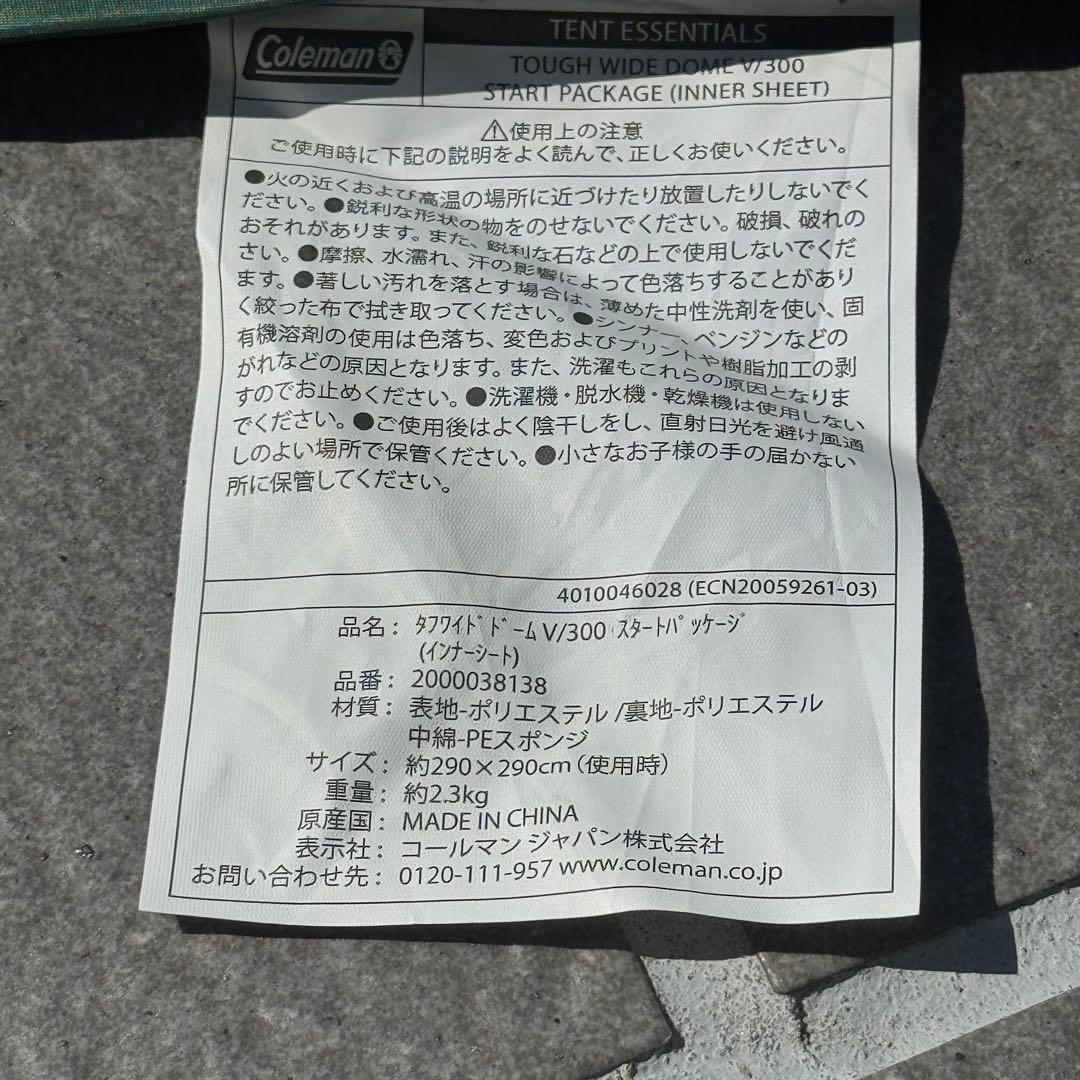 Coleman
TENT ESSENTIALS
TOUGH WIDE DOME V/300
START PACKAGE (INNER SHEET)
⚠使用上の注意
ご使用時に下記の説明をよく読んで、正しくお使いください。
●火の近くおよび高温の場所に近づけたり放置したりしないでく
ださい。●鋭利な形状の物をのせないでください。破損、破れの
おそれがあります。また、鋭利な石などの上で使用しないでくだ
さい。●摩擦、水濡れ、汗の影響によって色落ちすることがあり
ます。●著しい汚れを落とす場合は、薄めた中性洗剤を使い、固
く絞った布で拭き取ってください。●シンナー、ベンジンなどの
有機溶剤の使用は色落ち、変色およびプリントや樹脂加工の剥
がれなどの原因となります。また、洗濯もこれらの原因となりま
すのでお止めください。●洗濯機・脱水機・乾燥機は使用しない
でください。●ご使用後はよく陰干しをし、直射日光を避け風通
しのよい場所で保管ください。●小さなお子様の手の届かない
所に保管してください。
4010046028 (ECN20059261-03)
品名: ﾀﾌﾜｲﾄﾞﾄﾞｰﾑV/300 ｽﾀｰﾄﾊﾟｯｹｰｼﾞ
(ｲﾝﾅｰｼｰﾄ)
品番: 2000038138
材質: 表地-ポリエステル /裏地-ポリエステル
中綿-PEスポンジ
サイズ: 約290×290cm(使用時)
重量: 約2.3kg
原産国: MADE IN CHINA
表示社: コールマン ジャパン株式会社
お問い合わせ先: 0120-111-957 www.coleman.co.jp